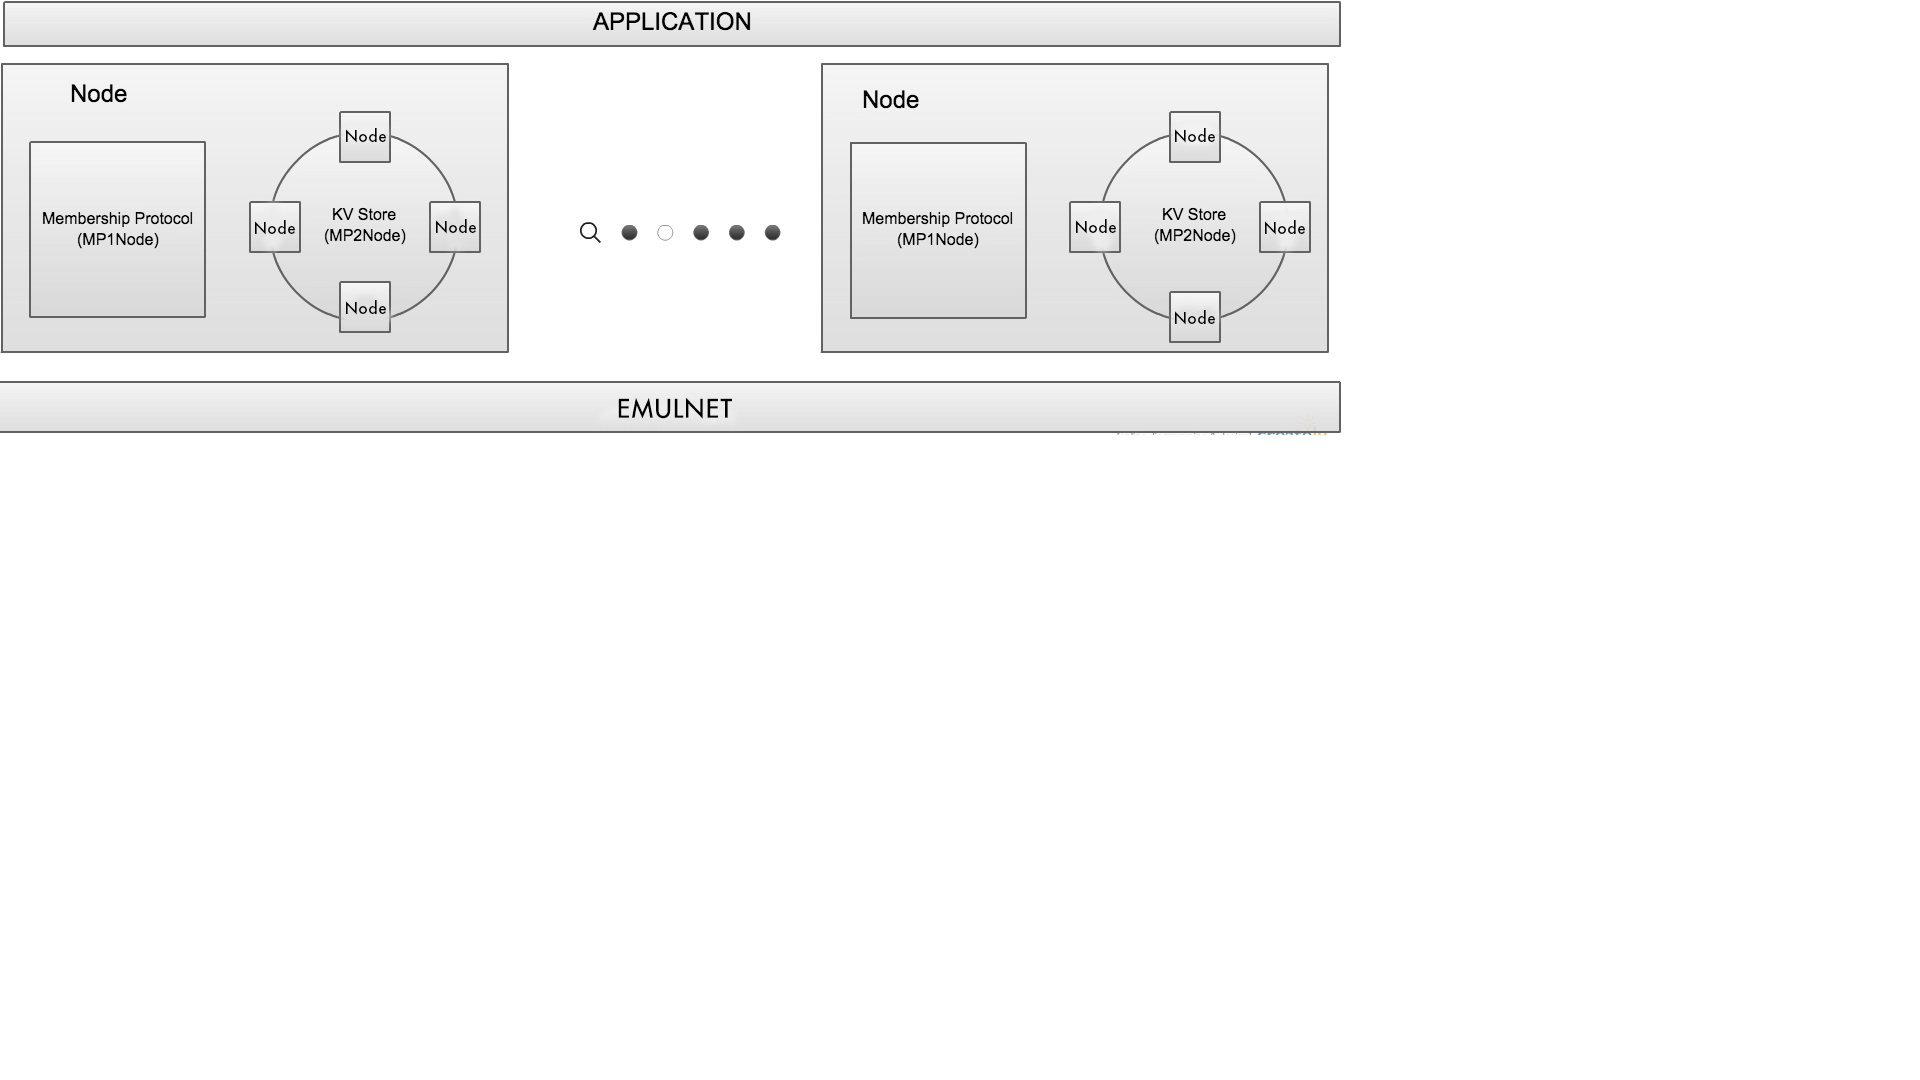 APPLICATION
Node
Node
Membership Protocol
(MP1Node)
Node
Node
KV Store
(MP2Node)
Node
Node
Node
Membership Protocol
(MP1Node)
Node
KV Store
(MP2Node)
Node
Node
EMULNET